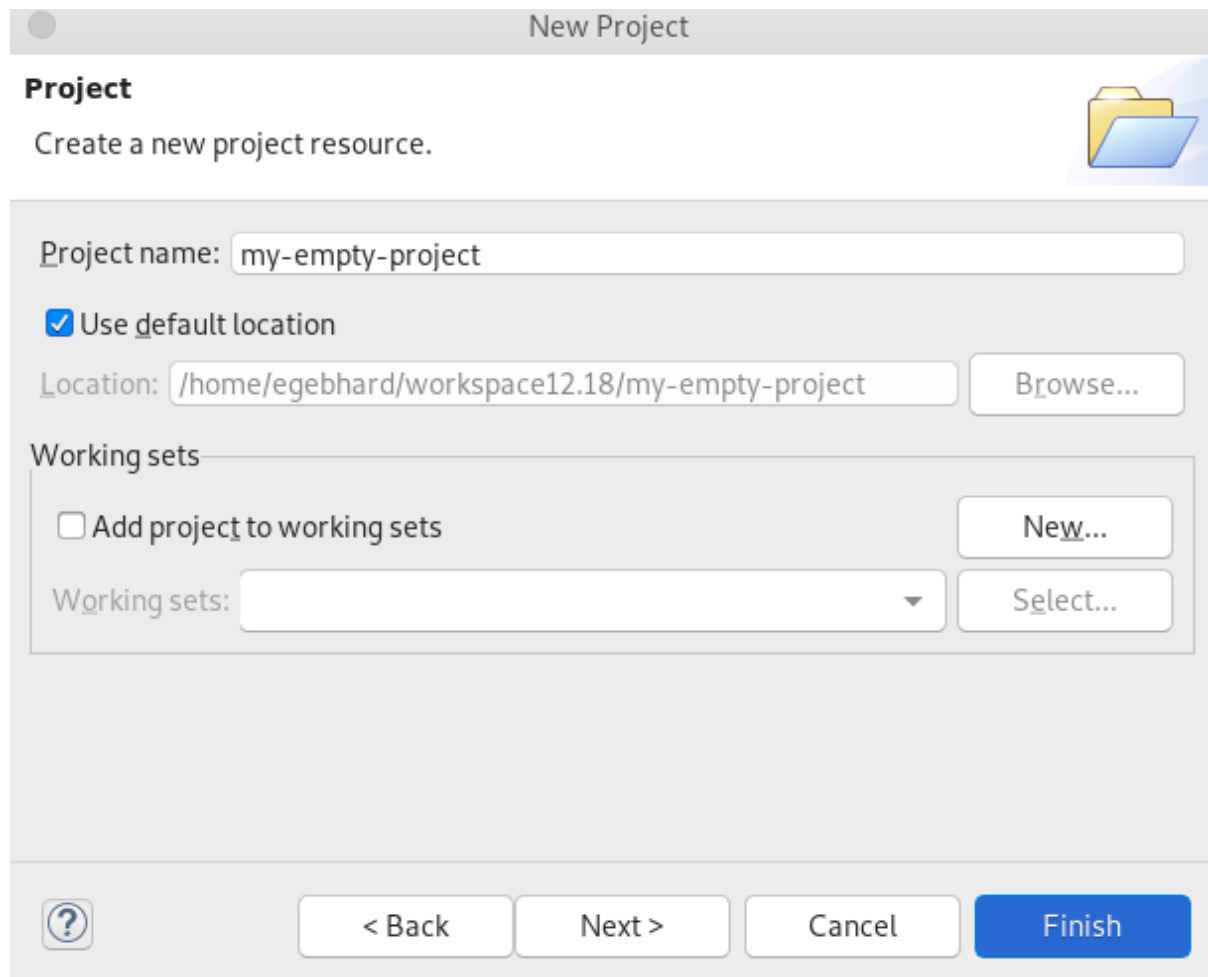 New Project
Project
Create a new project resource.
Project name: my-empty-project
Use default location
Location: /home/egebhard/workspace12.18/my-empty-project Browse...
Working sets
Add project to working sets New...
Working sets: Select...
? < Back Next > Cancel Finish